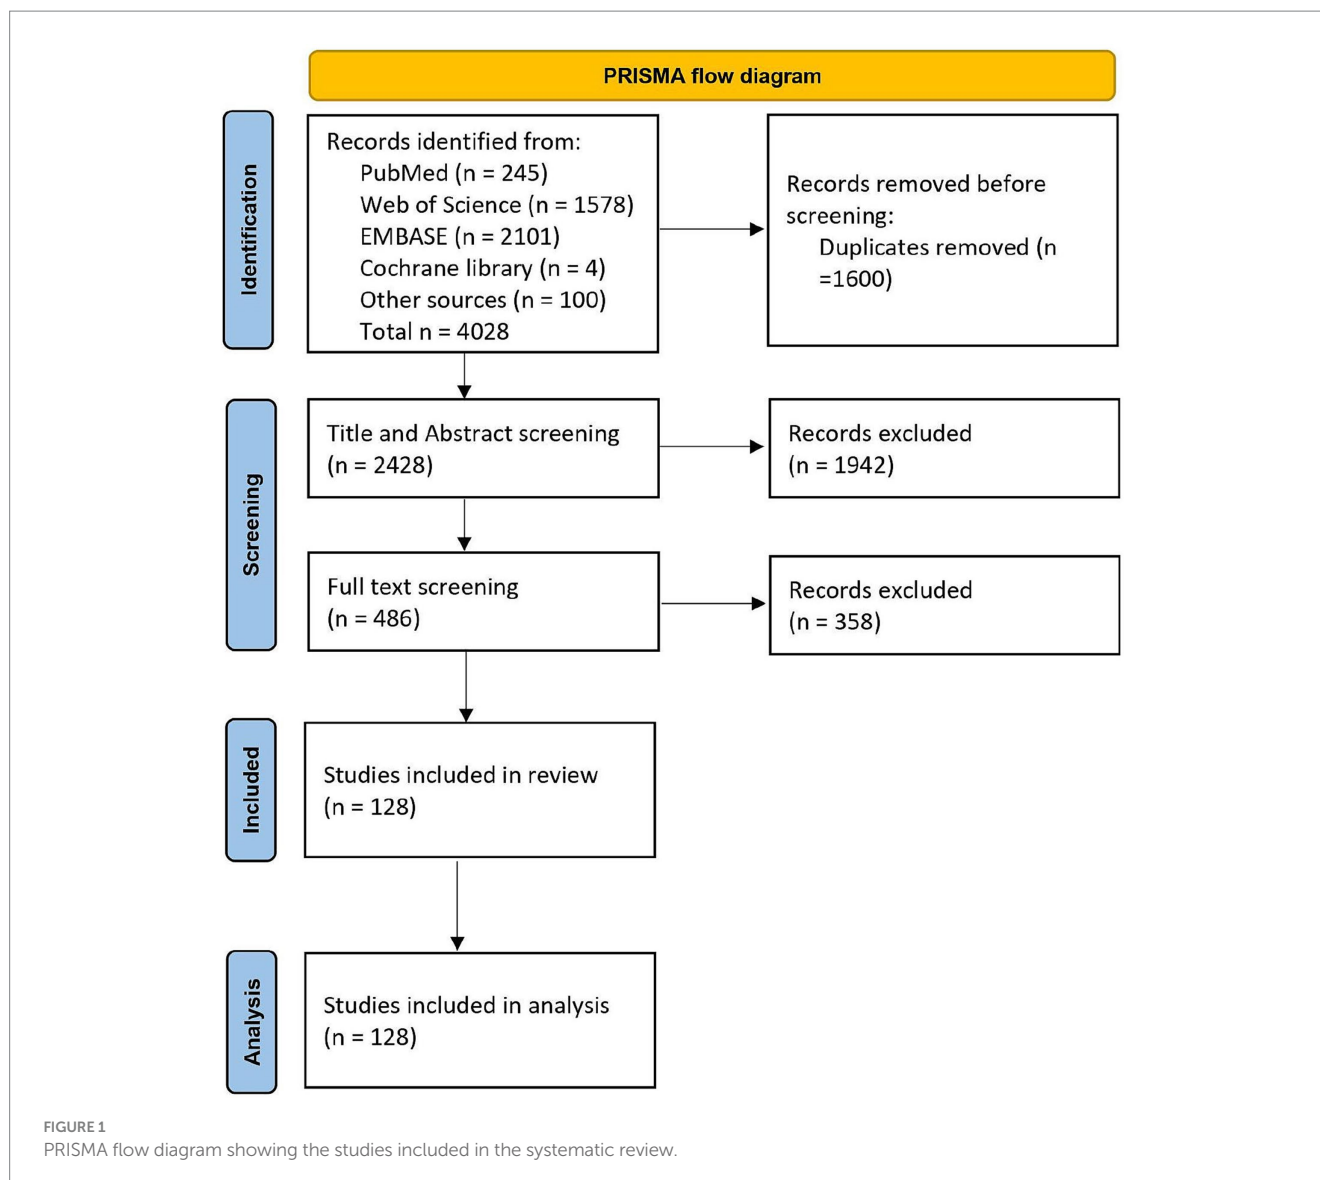 PRISMA flow diagram
Identification
Records identified from:
PubMed (n = 245)
Web of Science (n = 1578)
EMBASE (n = 2101)
Cochrane library (n = 4)
Other sources (n = 100)
Total n = 4028
Records removed before
screening:
Duplicates removed (n
=1600)
Screening
Title and Abstract screening
(n = 2428)
Records excluded
(n = 1942)
Full text screening
(n = 486)
Records excluded
(n = 358)
Included
Studies included in review
(n = 128)
Analysis
Studies included in analysis
(n = 128)
FIGURE 1
PRISMA flow diagram showing the studies included in the systematic review.